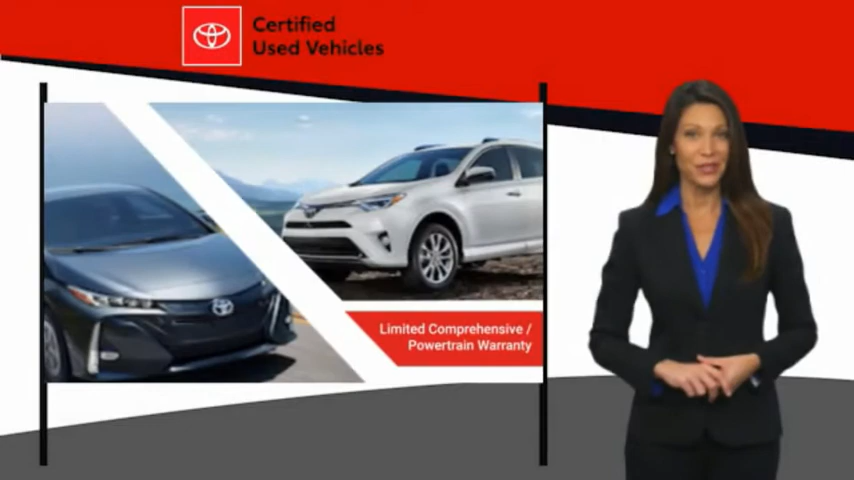 Certified
Used Vehicles
Limited Comprehensive /
Powertrain Warranty